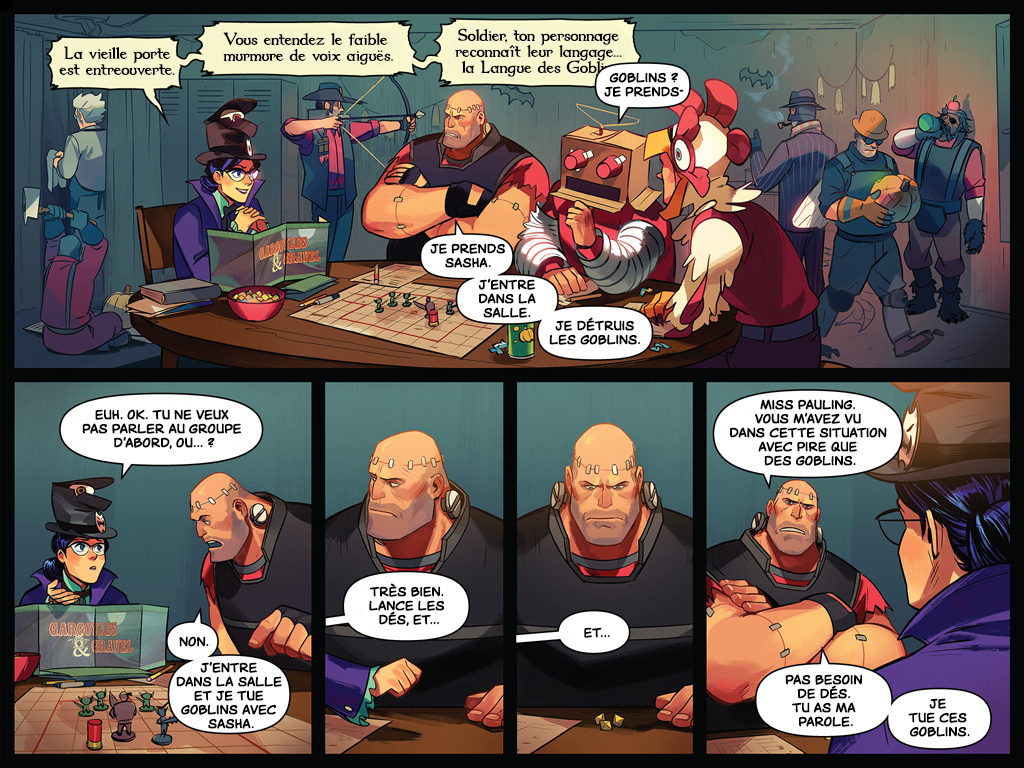 La vieille porte
est entreouverte.
Vous entendez le faible
murmure de voix aiguës.
Soldier, ton personnage
reconnaît leur langage...
la Langue des
GOBLINS ?
JE PRENDS-
JE PRENDS
SASHA.
J'ENTRE
DANS LA
SALLE.
JE DÉTRUIS
LES GOBLINS.
GARGOYLES
& GRAVEL
EUH. OK. TU NE VEUX
PAS PARLER AU GROUPE
D'ABORD, OU... ?
NON.
J'ENTRE
DANS LA SALLE
ET JE TUE
GOBLINS AVEC
SASHA.
GARGOYLES
& GRAVEL
TRÈS BIEN.
LANCE LES
DÉS, ET...
ET...
MISS PAULING.
VOUS M'AVEZ VU
DANS CETTE SITUATION
AVEC PIRE QUE
DES GOBLINS.
PAS BESOIN
DE DÉS.
TU AS MA
PAROLE.
JE
TUE CES
GOBLINS.